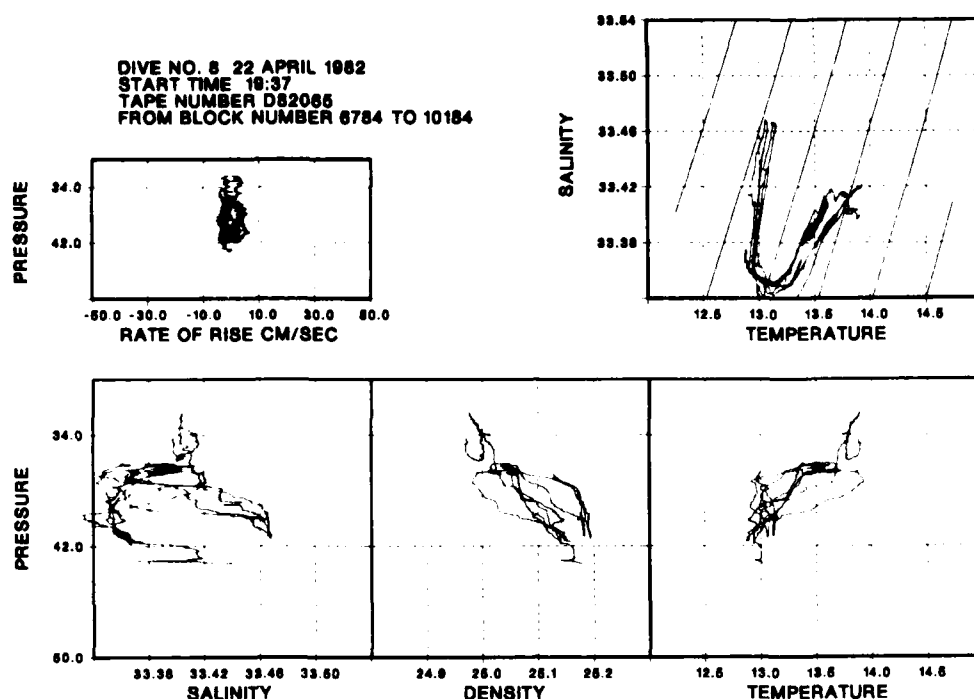 DIVE NO. 8 22 APRIL 1982
START TIME 19:37
TAPE NUMBER D82065
FROM BLOCK NUMBER 6784 TO 10184
PRESSURE
34.0
42.0
-50.0 -30.0 -10.0 10.0 30.0 50.0
RATE OF RISE CM/SEC
SALINITY
33.54
33.50
33.46
33.42
33.38
12.5 13.0 13.5 14.0 14.5
TEMPERATURE
PRESSURE
34.0
42.0
50.0
33.38 33.42 33.46 33.50
SALINITY
24.9 26.0 26.1 26.2
DENSITY
12.5 13.0 13.5 14.0 14.5
TEMPERATURE